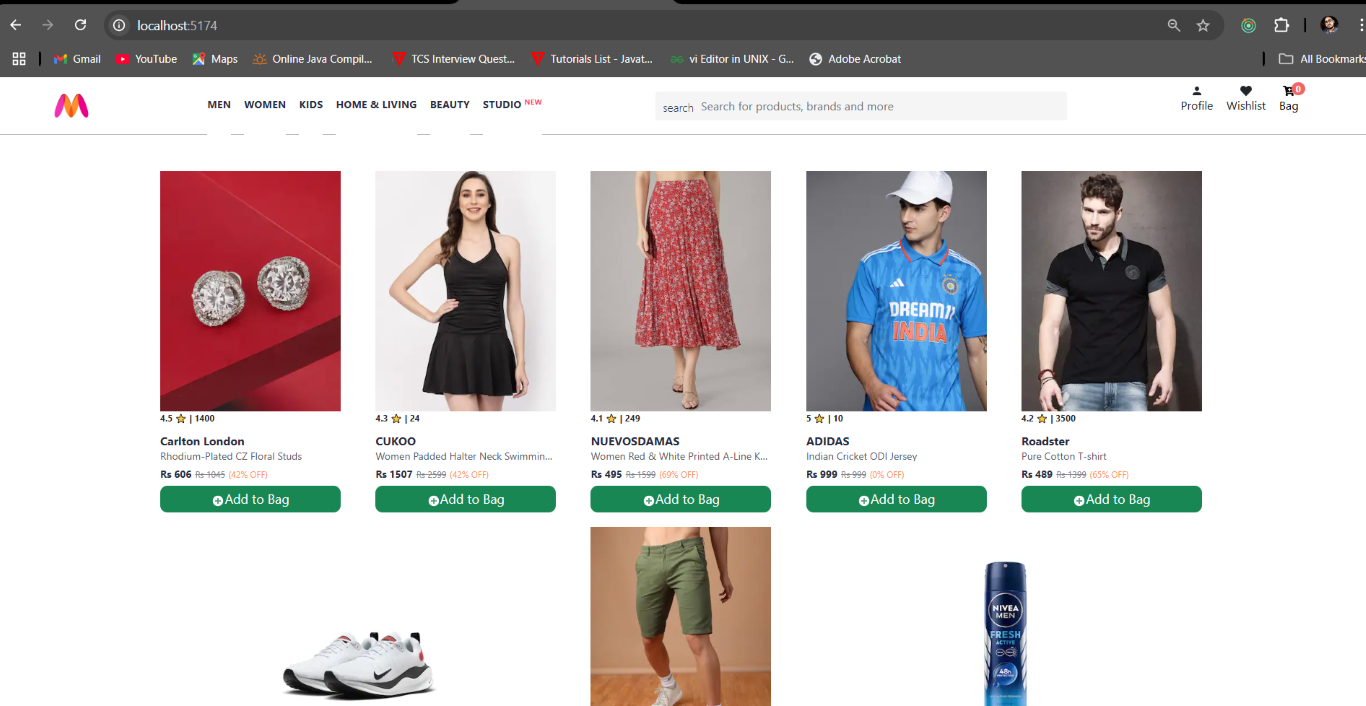 localhost:5174
Gmail
YouTube
Maps
Online Java Compil...
TCS Interview Quest...
Tutorials List - Javat...
vi Editor in UNIX - G...
Adobe Acrobat
All Bookmarks
MEN WOMEN KIDS HOME & LIVING BEAUTY STUDIO NEW
search Search for products, brands and more
Profile Wishlist Bag 0
DREAM11
INDIA
4.5 ⭐ | 1400
Carlton London
Rhodium-Plated CZ Floral Studs
Rs 606 Rs 1045 (42% OFF)
Add to Bag
4.3 ⭐ | 24
CUKOO
Women Padded Halter Neck Swimmin...
Rs 1507 Rs 2599 (42% OFF)
Add to Bag
4.1 ⭐ | 249
NUEVOSDAMAS
Women Red & White Printed A-Line K...
Rs 495 Rs 1599 (69% OFF)
Add to Bag
5 ⭐ | 10
ADIDAS
Indian Cricket ODI Jersey
Rs 999 Rs 999 (0% OFF)
Add to Bag
4.2 ⭐ | 3500
Roadster
Pure Cotton T-shirt
Rs 489 Rs 1399 (65% OFF)
Add to Bag
NIVEA
MEN
FRESH
ACTIVE
48h